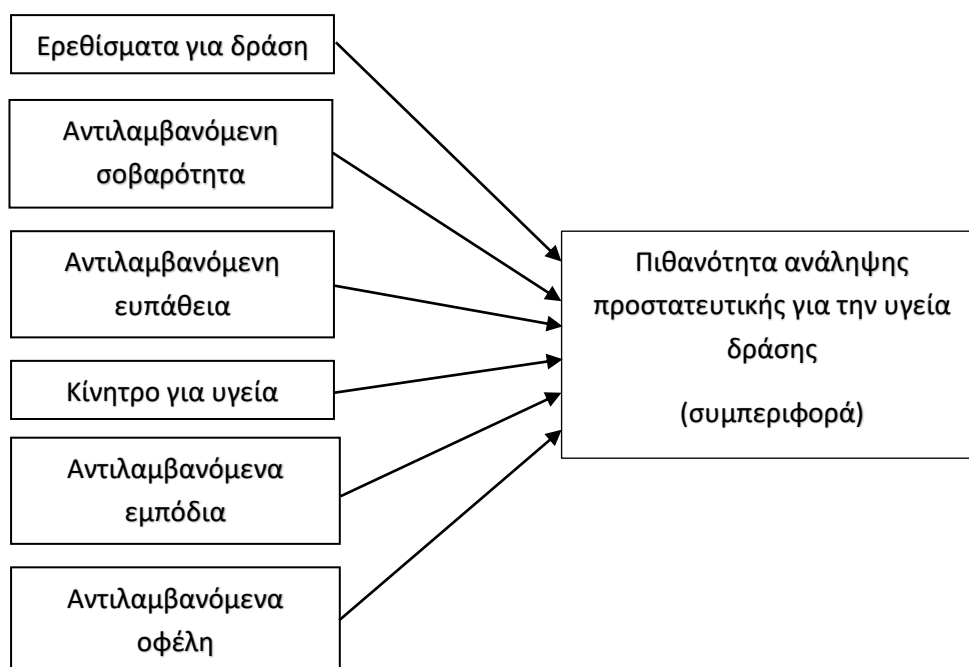 Ερεθίσματα για δράση
Αντιλαμβανόμενη
σοβαρότητα
Αντιλαμβανόμενη
ευπάθεια
Κίνητρο για υγεία
Αντιλαμβανόμενα
εμπόδια
Αντιλαμβανόμενα
οφέλη
Πιθανότητα ανάληψης
προστατευτικής για την υγεία
δράσης
(συμπεριφορά)